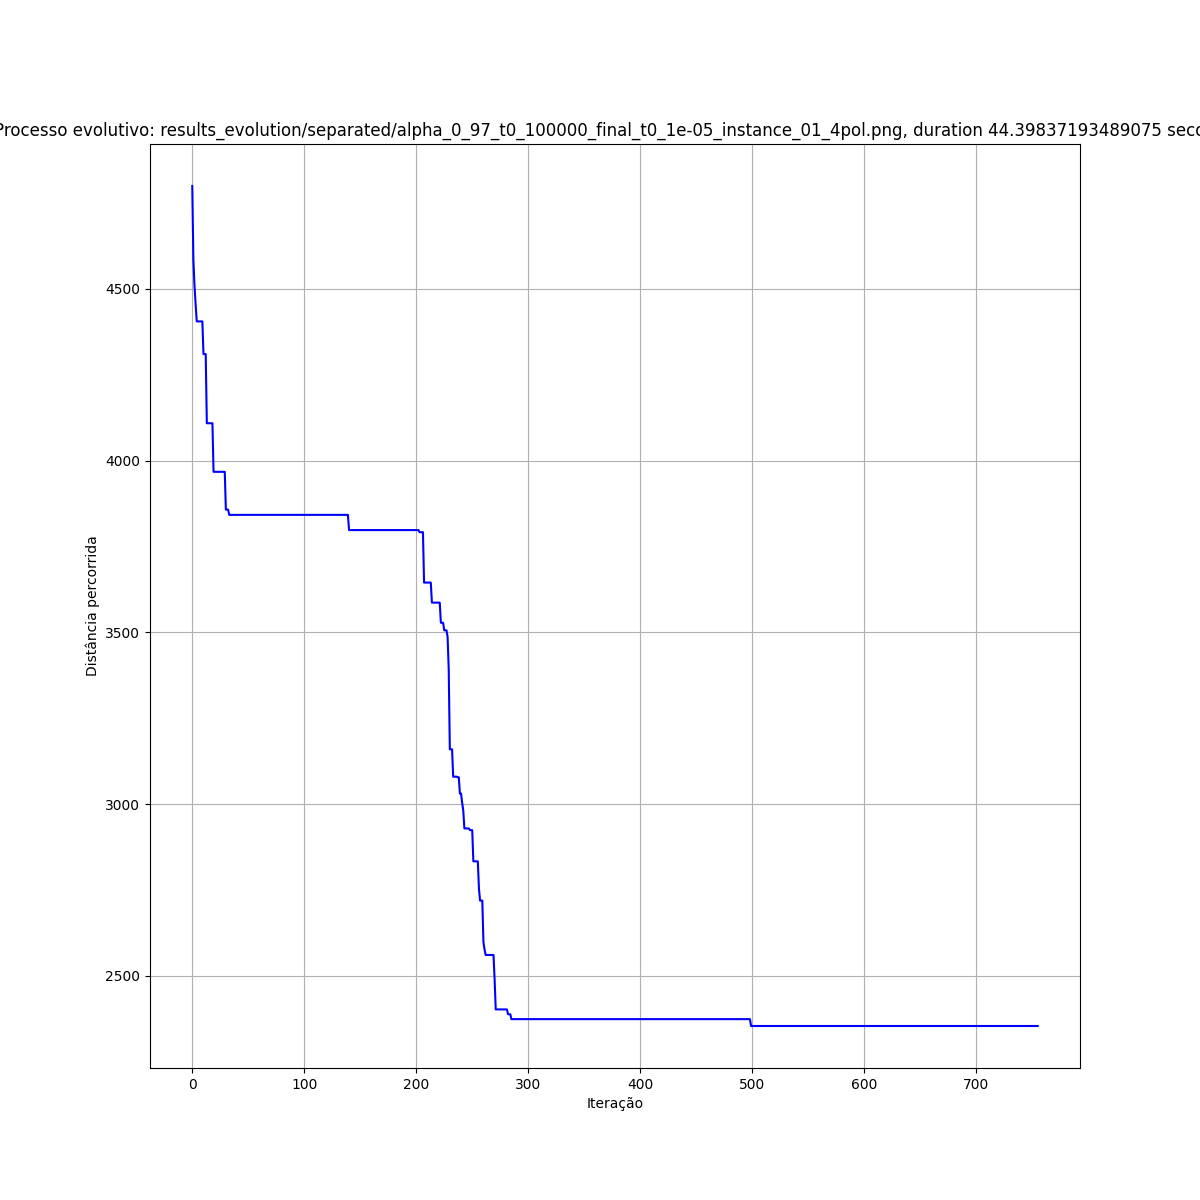 Processo evolutivo: results_evolution/separated/alpha_0_97_t0_100000_final_t0_1e-05_instance_01_4pol.png, duration 44.39837193489075
4500
4000
3500
3000
2500
Distância percorrida
0 100 200 300 400 500 600 700
Iteração